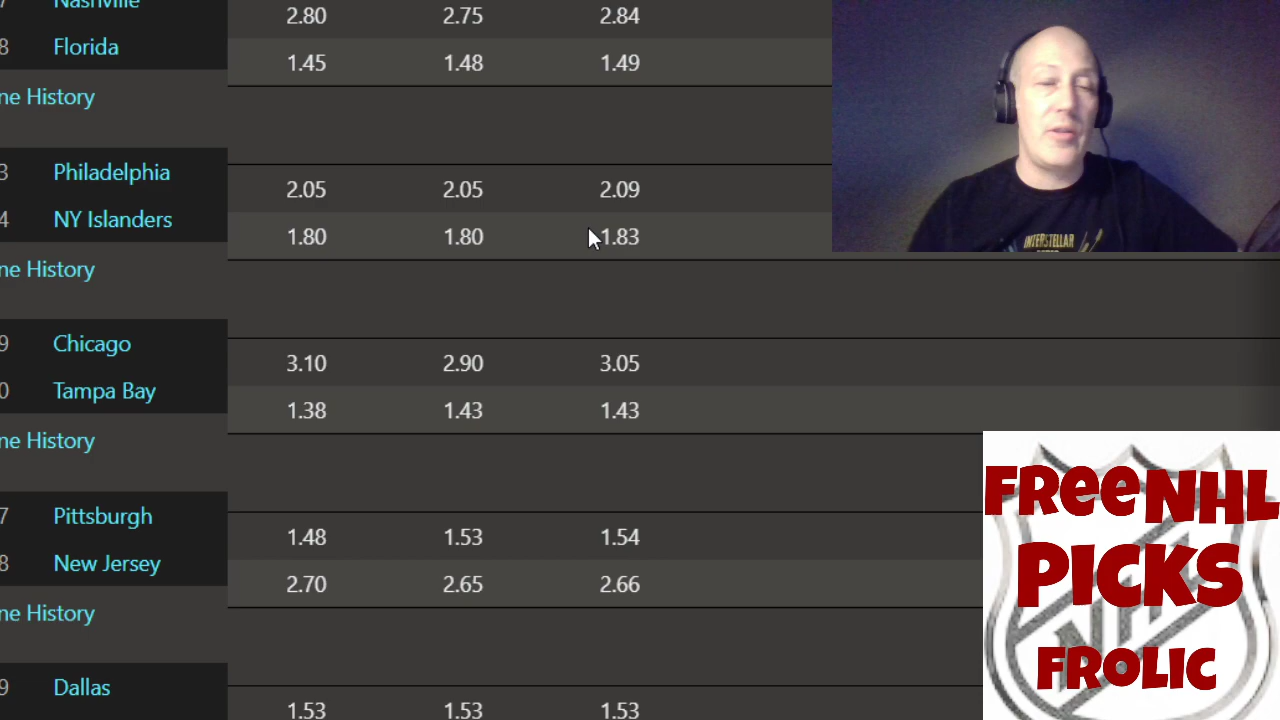 7 Nashville 2.80 2.75 2.84
8 Florida 1.45 1.48 1.49
ne History
3 Philadelphia 2.05 2.05 2.09
4 NY Islanders 1.80 1.80 1.83
ne History
9 Chicago 3.10 2.90 3.05
0 Tampa Bay 1.38 1.43 1.43
ne History
7 Pittsburgh 1.48 1.53 1.54
8 New Jersey 2.70 2.65 2.66
ne History
9 Dallas 1.53 1.53 1.53
INTERSTELLAR
FREE NHL
PICKS
FROLIC
NHL